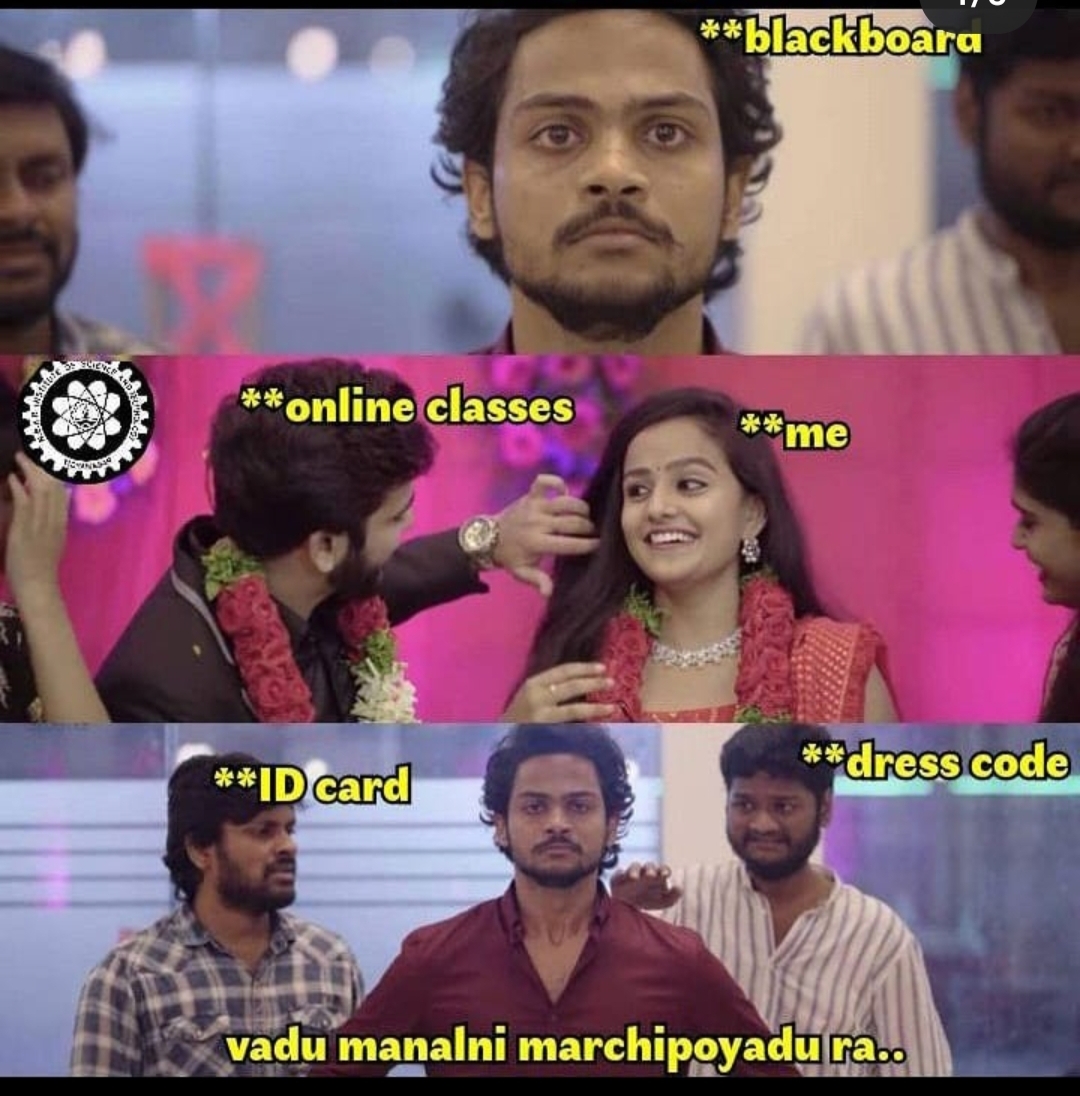 **blackboard
**online classes
**me
**ID card
**dress code
vadu manalni marchipoyadu ra..